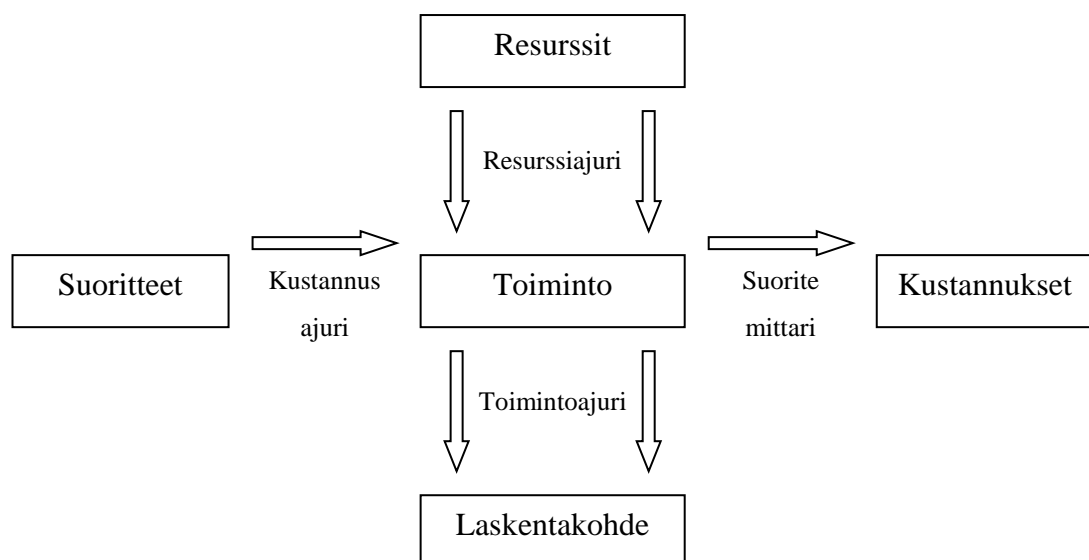 Resurssit
Resurssiajuri
Suoritteet
Kustannus
ajuri
Toiminto
Suorite
mittari
Kustannukset
Toimintoajuri
Laskentakohde